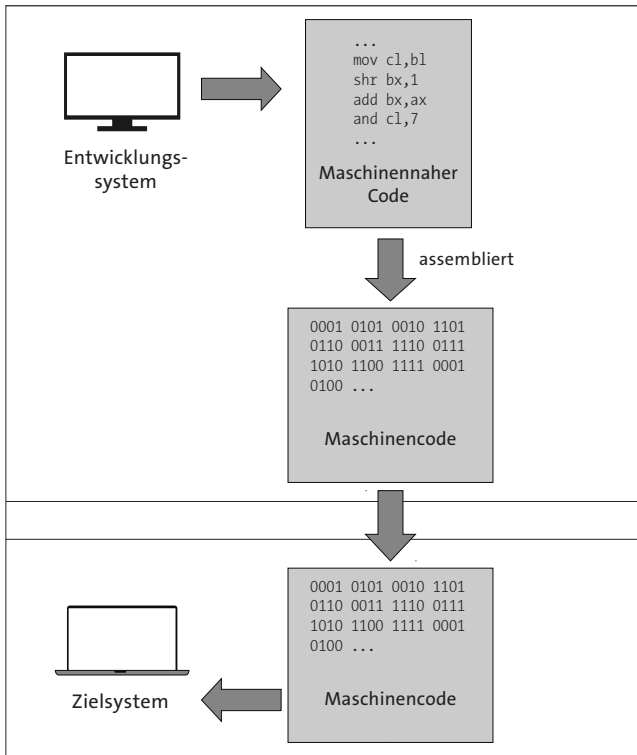 ...
mov cl,bl
shr bx,1
add bx,ax
and cl,7
...
Maschinennaher
Code
Entwicklungs-
system
assembliert
0001 0101 0010 1101
0110 0011 1110 0111
1010 1100 1111 0001
0100 ...
Maschinencode
0001 0101 0010 1101
0110 0011 1110 0111
1010 1100 1111 0001
0100 ...
Maschinencode
Zielsystem